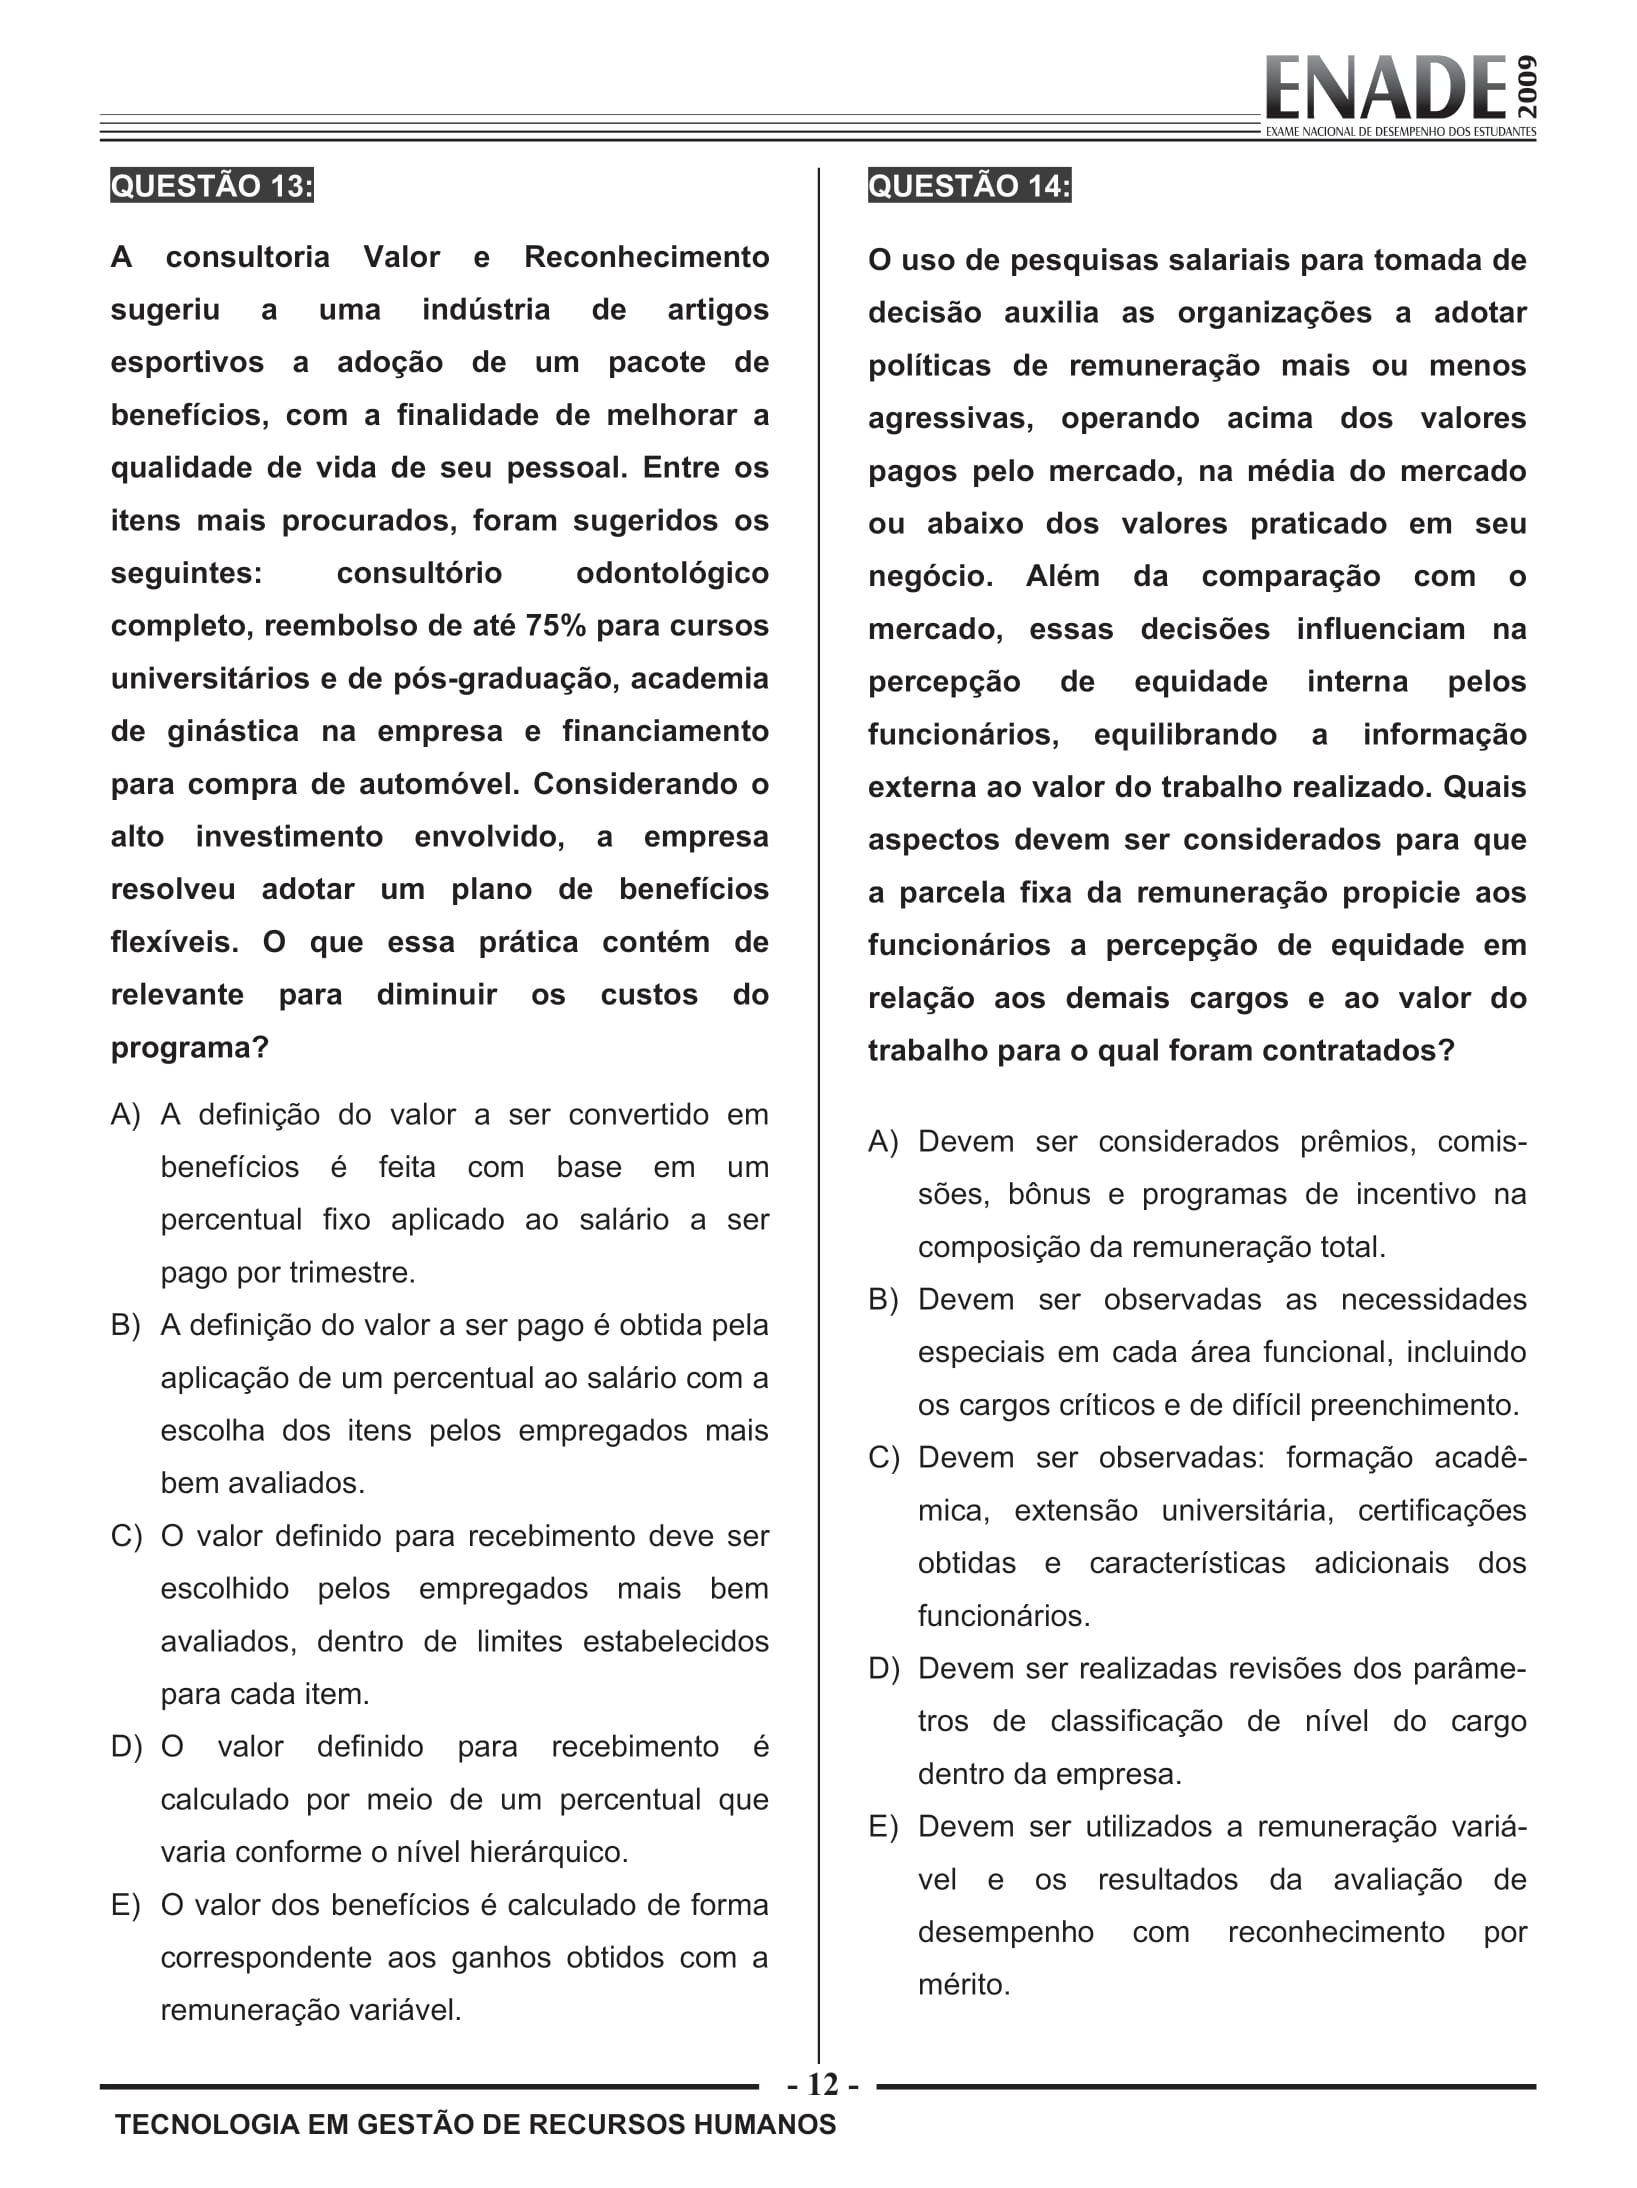 ENADE 2009
EXAME NACIONAL DE DESEMPENHO DOS ESTUDANTES
QUESTÃO 13:
A consultoria Valor e Reconhecimento
sugeriu a uma indústria de artigos
esportivos a adoção de um pacote de
benefícios, com a finalidade de melhorar a
qualidade de vida de seu pessoal. Entre os
itens mais procurados, foram sugeridos os
seguintes: consultório odontológico
completo, reembolso de até 75% para cursos
universitários e de pós-graduação, academia
de ginástica na empresa e financiamento
para compra de automóvel. Considerando o
alto investimento envolvido, a empresa
resolveu adotar um plano de benefícios
flexíveis. O que essa prática contém de
relevante para diminuir os custos do
programa?
A) A definição do valor a ser convertido em
benefícios é feita com base em um
percentual fixo aplicado ao salário a ser
pago por trimestre.
B) A definição do valor a ser pago é obtida pela
aplicação de um percentual ao salário com a
escolha dos itens pelos empregados mais
bem avaliados.
C) O valor definido para recebimento deve ser
escolhido pelos empregados mais bem
avaliados, dentro de limites estabelecidos
para cada item.
D) O valor definido para recebimento é
calculado por meio de um percentual que
varia conforme o nível hierárquico.
E) O valor dos benefícios é calculado de forma
correspondente aos ganhos obtidos com a
remuneração variável.
QUESTÃO 14:
O uso de pesquisas salariais para tomada de
decisão auxilia as organizações a adotar
políticas de remuneração mais ou menos
agressivas, operando acima dos valores
pagos pelo mercado, na média do mercado
ou abaixo dos valores praticado em seu
negócio. Além da comparação com o
mercado, essas decisões influenciam na
percepção de equidade interna pelos
funcionários, equilibrando a informação
externa ao valor do trabalho realizado. Quais
aspectos devem ser considerados para que
a parcela fixa da remuneração propicie aos
funcionários a percepção de equidade em
relação aos demais cargos e ao valor do
trabalho para o qual foram contratados?
A) Devem ser considerados prêmios, comis-
sões, bônus e programas de incentivo na
composição da remuneração total.
B) Devem ser observadas as necessidades
especiais em cada área funcional, incluindo
os cargos críticos e de difícil preenchimento.
C) Devem ser observadas: formação acadê-
mica, extensão universitária, certificações
obtidas e características adicionais dos
funcionários.
D) Devem ser realizadas revisões dos parâme-
tros de classificação de nível do cargo
dentro da empresa.
E) Devem ser utilizados a remuneração variá-
vel e os resultados da avaliação de
desempenho com reconhecimento por
mérito.
- 12 -
TECNOLOGIA EM GESTÃO DE RECURSOS HUMANOS